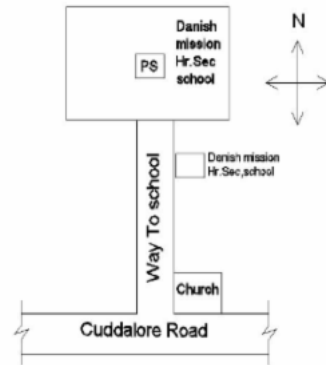 Danish
mission
Hr.Sec
school
PS
N
Danish mission
Hr.Sec,school
Way To school
Church
Cuddalore Road